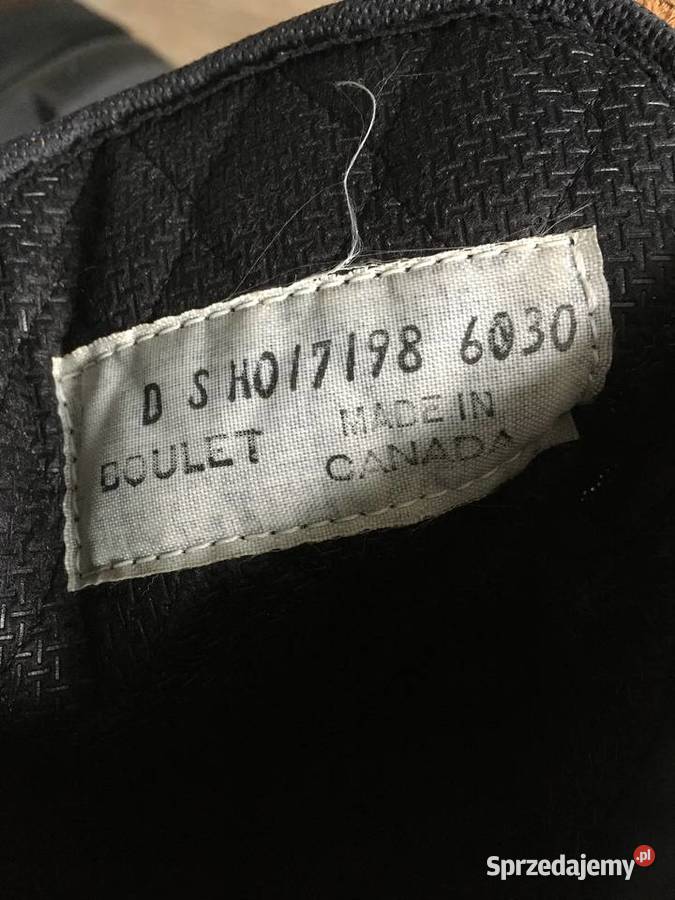 D S H017198 6030
BOULET MADE IN
CANADA
Sprzedajemy.pl